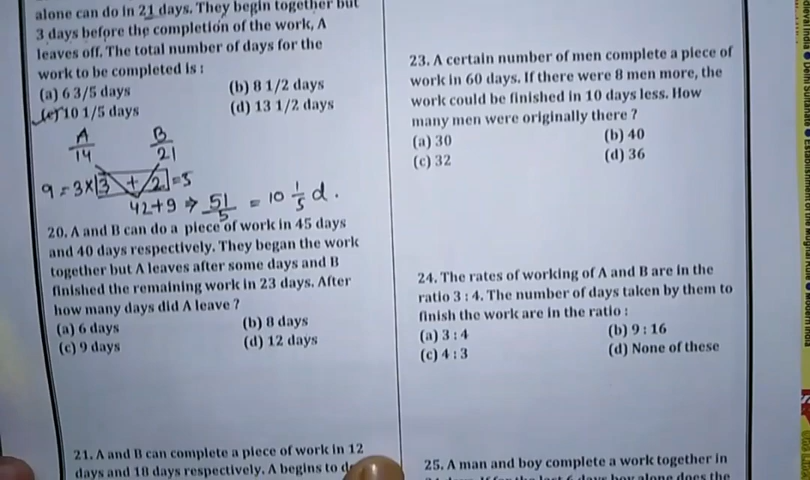 alone can do in 21 days. They begin together but
3 days before the completion of the work, A
leaves off. The total number of days for the
work to be completed is :
(a) 6 3/5 days (b) 8 1/2 days
(c) 10 1/5 days (d) 13 1/2 days
A B
14 21
9 = 3 × 3 + 2 = 5
42 + 9 ⇒ 51/5 = 10 1/5 d.
20. A and B can do a piece of work in 45 days
and 40 days respectively. They began the work
together but A leaves after some days and B
finished the remaining work in 23 days. After
how many days did A leave ?
(a) 6 days (b) 8 days
(c) 9 days (d) 12 days
21. A and B can complete a piece of work in 12
days and 18 days respectively. A begins to
23. A certain number of men complete a piece of
work in 60 days. If there were 8 men more, the
work could be finished in 10 days less. How
many men were originally there ?
(a) 30 (b) 40
(c) 32 (d) 36
24. The rates of working of A and B are in the
ratio 3 : 4. The number of days taken by them to
finish the work are in the ratio :
(a) 3 : 4 (b) 9 : 16
(c) 4 : 3 (d) None of these
25. A man and boy complete a work together in